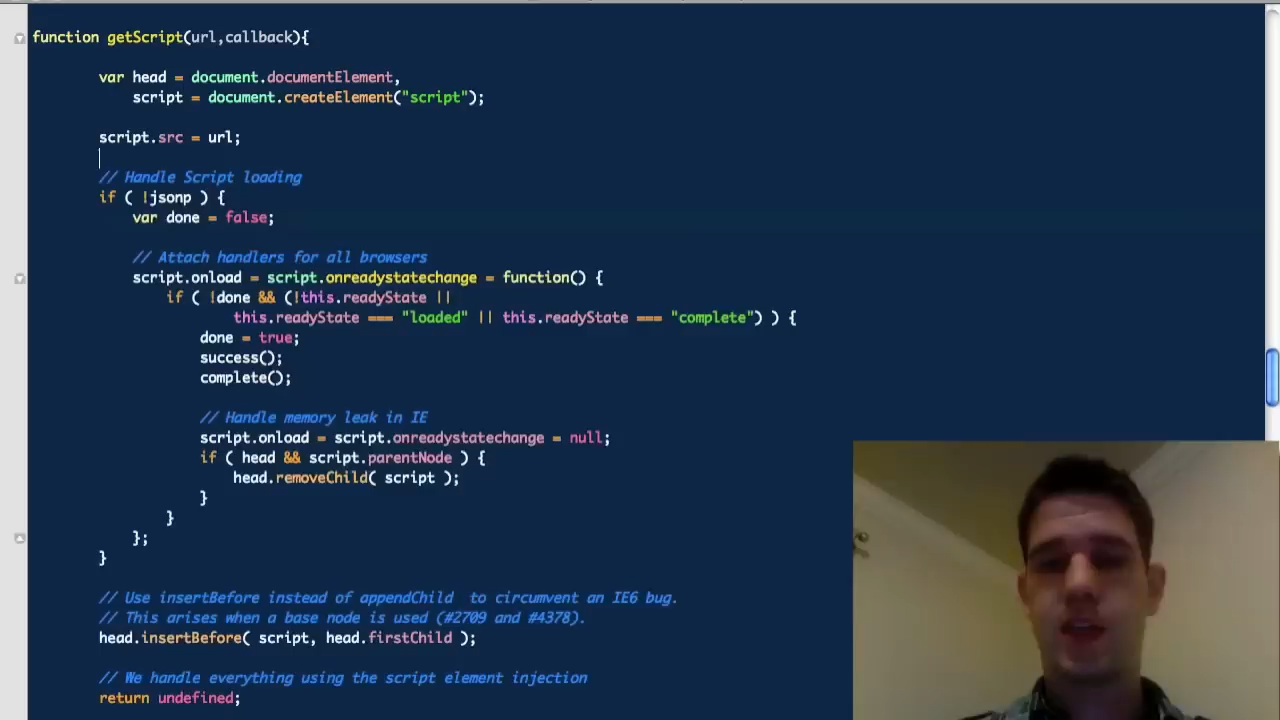 function getScript(url,callback){
var head = document.documentElement,
script = document.createElement("script");
script.src = url;
// Handle Script loading
if ( !jsonp ) {
var done = false;
// Attach handlers for all browsers
script.onload = script.onreadystatechange = function() {
if ( !done && (!this.readyState ||
this.readyState === "loaded" || this.readyState === "complete") ) {
done = true;
success();
complete();
// Handle memory leak in IE
script.onload = script.onreadystatechange = null;
if ( head && script.parentNode ) {
head.removeChild( script );
}
}
};
}
// Use insertBefore instead of appendChild  to circumvent an IE6 bug.
// This arises when a base node is used (#2709 and #4378).
head.insertBefore( script, head.firstChild );
// We handle everything using the script element injection
return undefined;